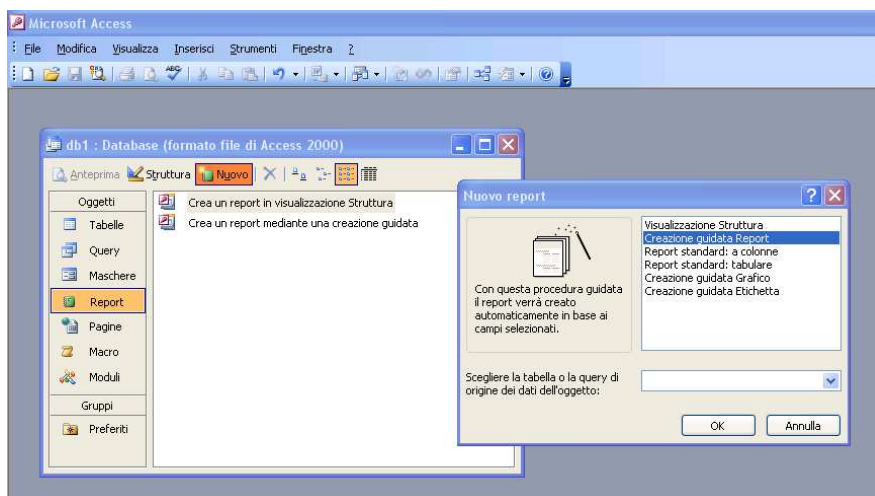 Microsoft Access
File Modifica Visualizza Inserisci Strumenti Finestra ?
db1 : Database (formato file di Access 2000)
Anteprima Struttura Nuovo
Oggetti
Tabelle
Query
Maschere
Report
Pagine
Macro
Moduli
Gruppi
Preferiti
Crea un report in visualizzazione Struttura
Crea un report mediante una creazione guidata
Nuovo report
Con questa procedura guidata
il report verrà creato
automaticamente in base ai
campi selezionati.
Visualizzazione Struttura
Creazione guidata Report
Report standard: a colonne
Report standard: tabulare
Creazione guidata Grafico
Creazione guidata Etichetta
Scegliere la tabella o la query di
origine dei dati dell'oggetto:
OK Annulla